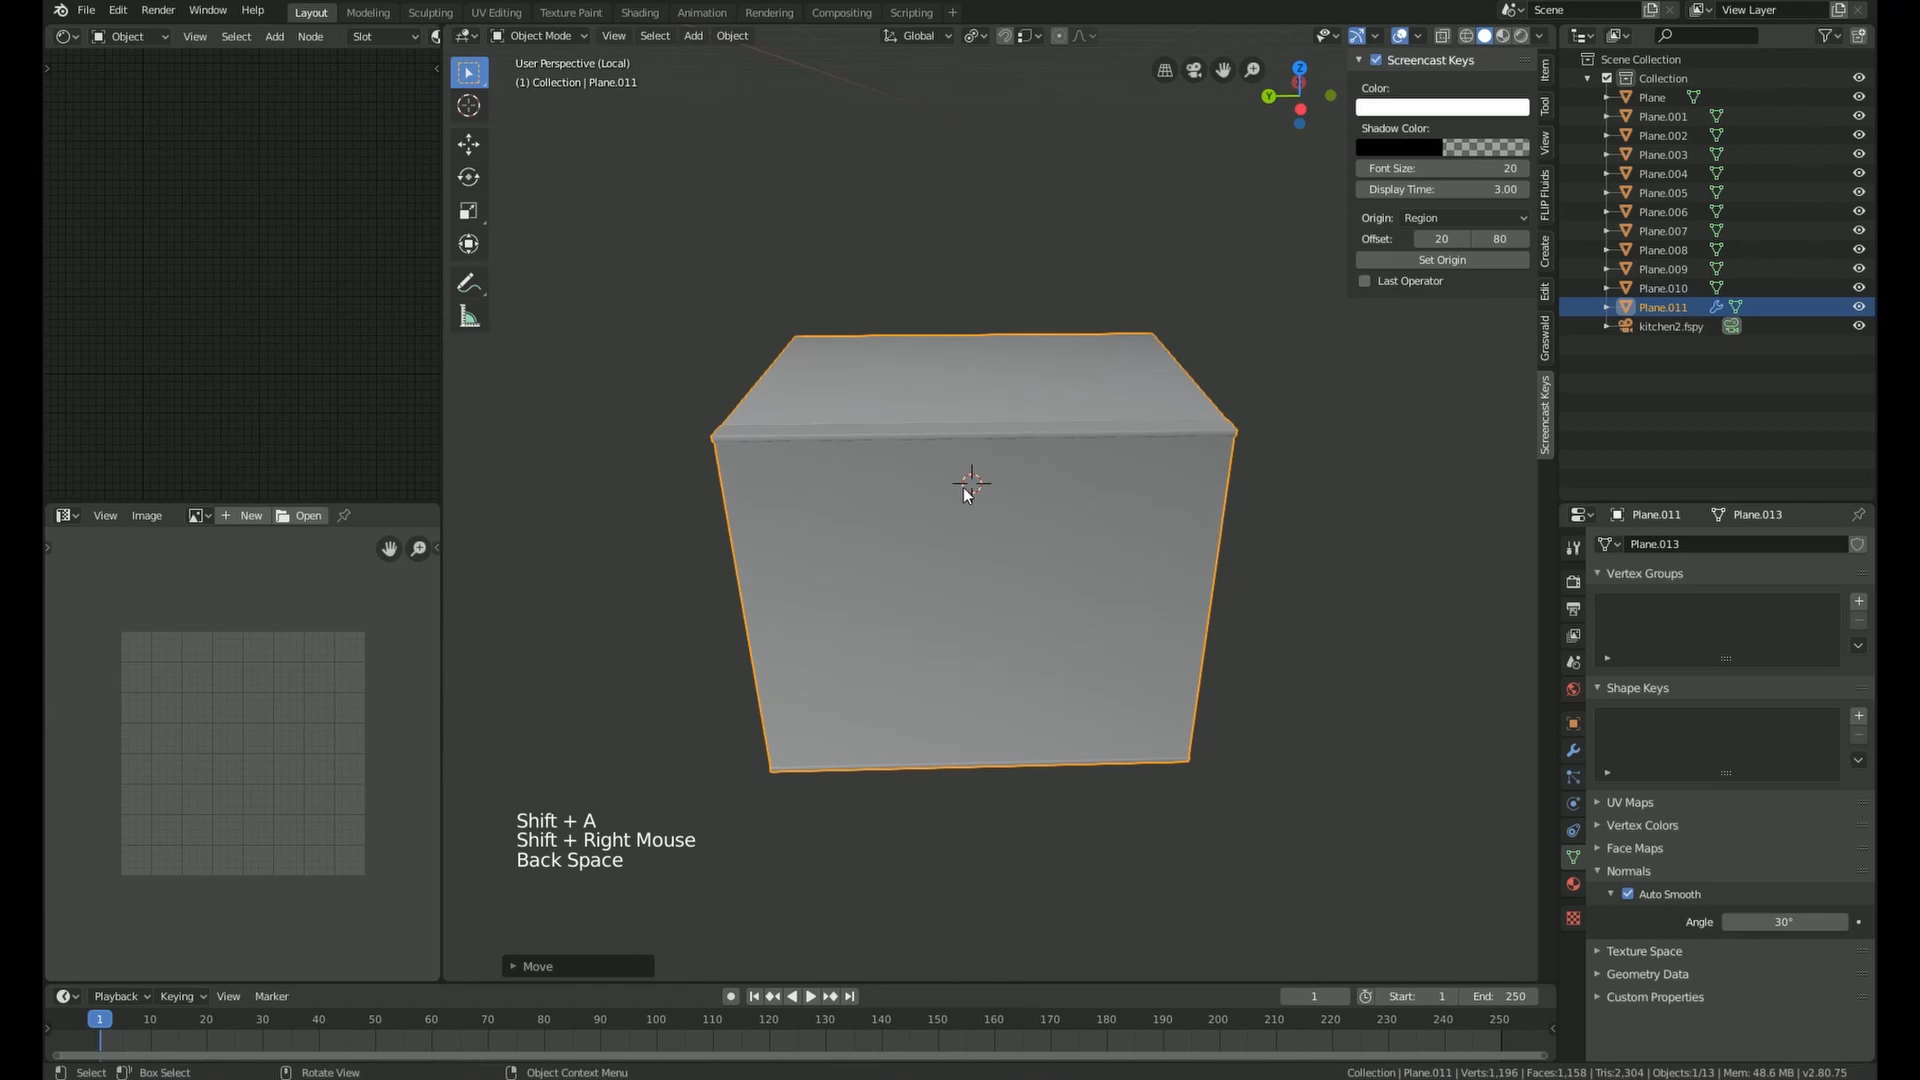 File Edit Render Window Help
Layout Modeling Sculpting UV Editing Texture Paint Shading Animation Rendering Compositing Scripting
Scene
View Layer
Object View Select Add Node Slot
Object Mode View Select Add Object
Global
User Perspective (Local)
(1) Collection | Plane.011
Z
Y
Screencast Keys
Color:
Shadow Color:
Font Size: 20
Display Time: 3.00
Origin: Region
Offset: 20 80
Set Origin
Last Operator
Item
Tool
View
FLIP Fluids
Create
Edit
Graswald
Screencast Keys
Scene Collection
Collection
Plane
Plane.001
Plane.002
Plane.003
Plane.004
Plane.005
Plane.006
Plane.007
Plane.008
Plane.009
Plane.010
Plane.011
kitchen2.fspy
View Image New Open
Plane.011 Plane.013
Plane.013
Vertex Groups
Shape Keys
UV Maps
Vertex Colors
Face Maps
Normals
Auto Smooth
Angle 30°
Texture Space
Geometry Data
Custom Properties
Shift + A
Shift + Right Mouse
Back Space
Move
Playback Keying View Marker
1 Start: 1 End: 250
1 10 20 30 40 50 60 70 80 90 100 110 120 130 140 150 160 170 180 190 200 210 220 230 240 250
Select Box Select Rotate View Object Context Menu
Collection | Plane.011 | Verts:1,196 | Faces:1,158 | Tris:2,304 | Objects:1/13 | Mem: 48.6 MB | v2.80.75